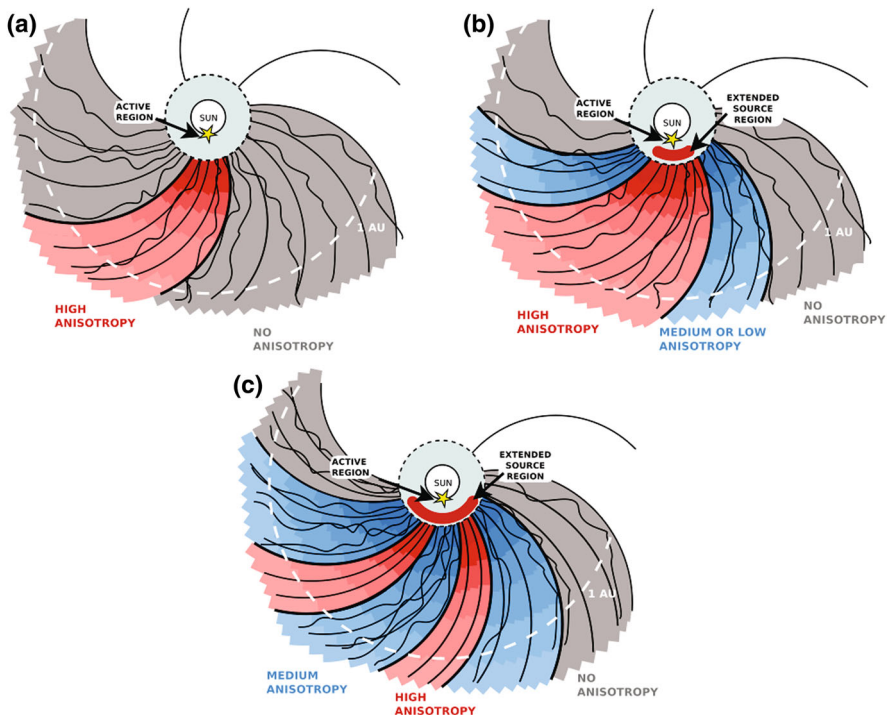 (a)
ACTIVE
REGION
SUN
1 AU
HIGH
ANISOTROPY
NO
ANISOTROPY
(b)
ACTIVE
REGION
SUN
EXTENDED
SOURCE
REGION
1 AU
HIGH
ANISOTROPY
MEDIUM OR LOW
ANISOTROPY
NO
ANISOTROPY
(c)
ACTIVE
REGION
SUN
EXTENDED
SOURCE
REGION
1 AU
MEDIUM
ANISOTROPY
HIGH
ANISOTROPY
NO
ANISOTROPY